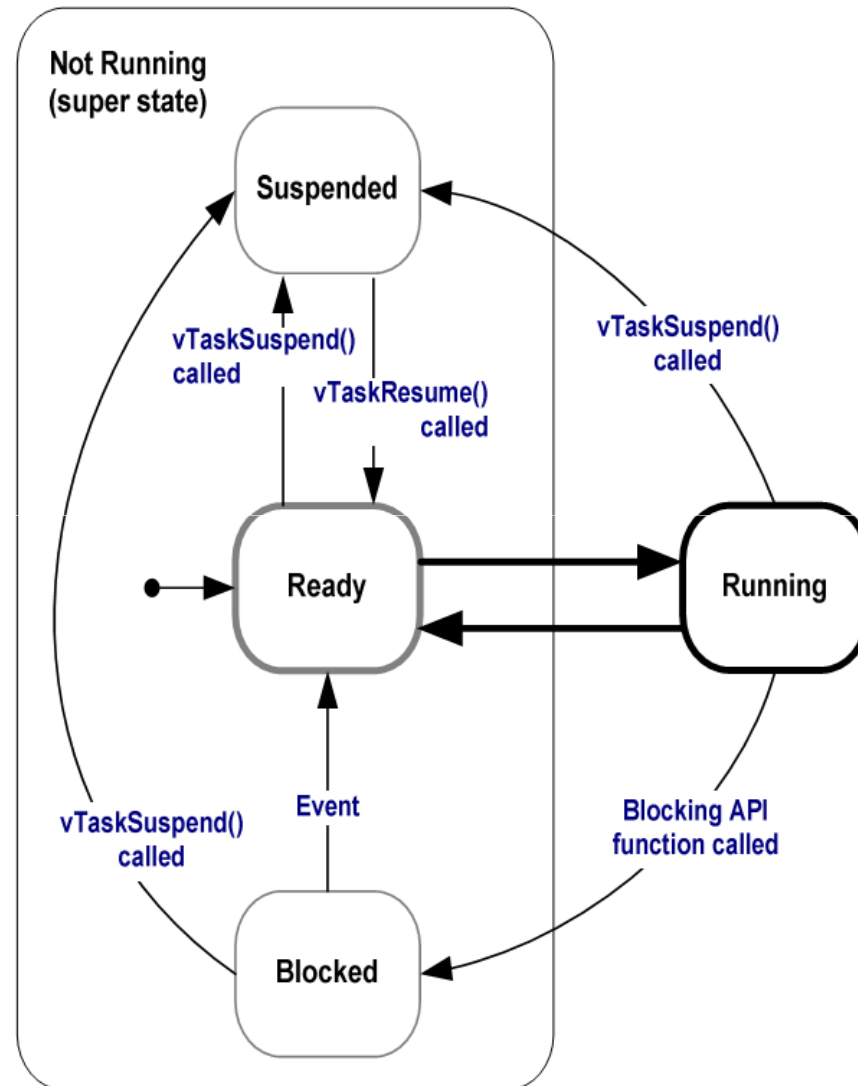 Not Running
(super state)
Suspended
vTaskSuspend()
called
vTaskResume()
called
vTaskSuspend()
called
Ready
Running
Event
vTaskSuspend()
called
Blocking API
function called
Blocked